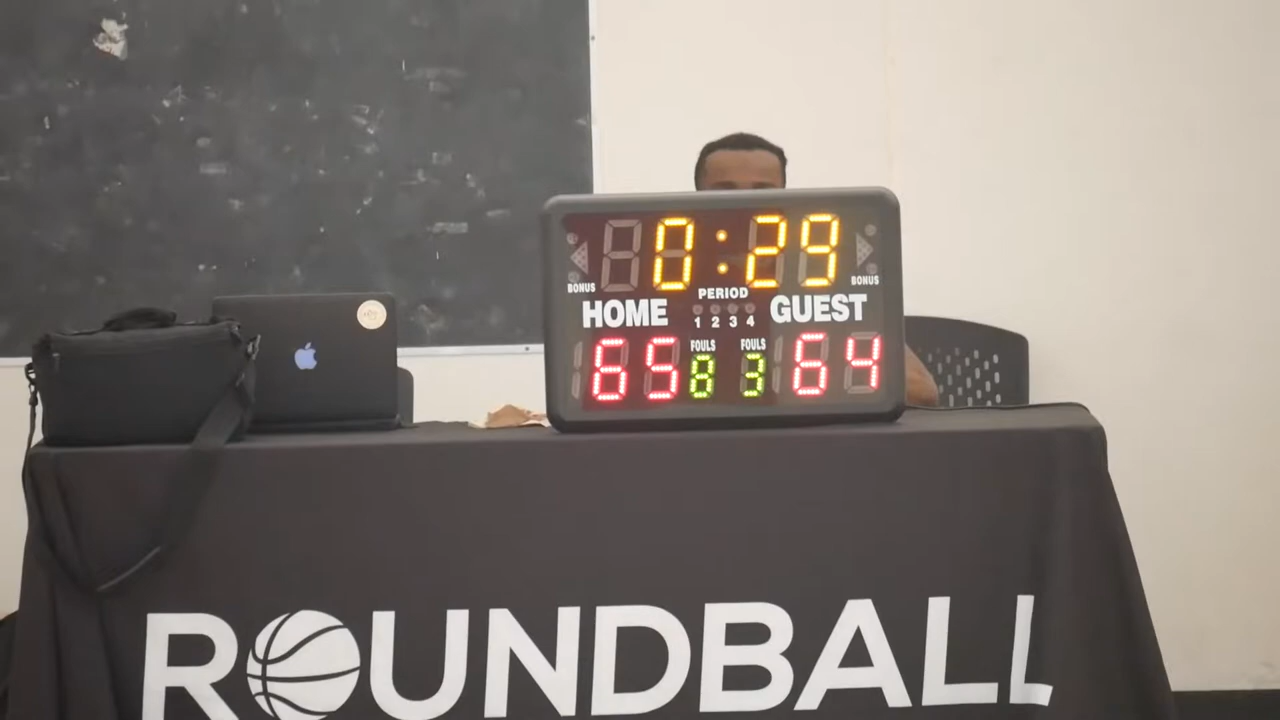 0:29
BONUS PERIOD BONUS
HOME 1 2 3 4 GUEST
FOULS FOULS
65 8 3 64
ROUNDBALL